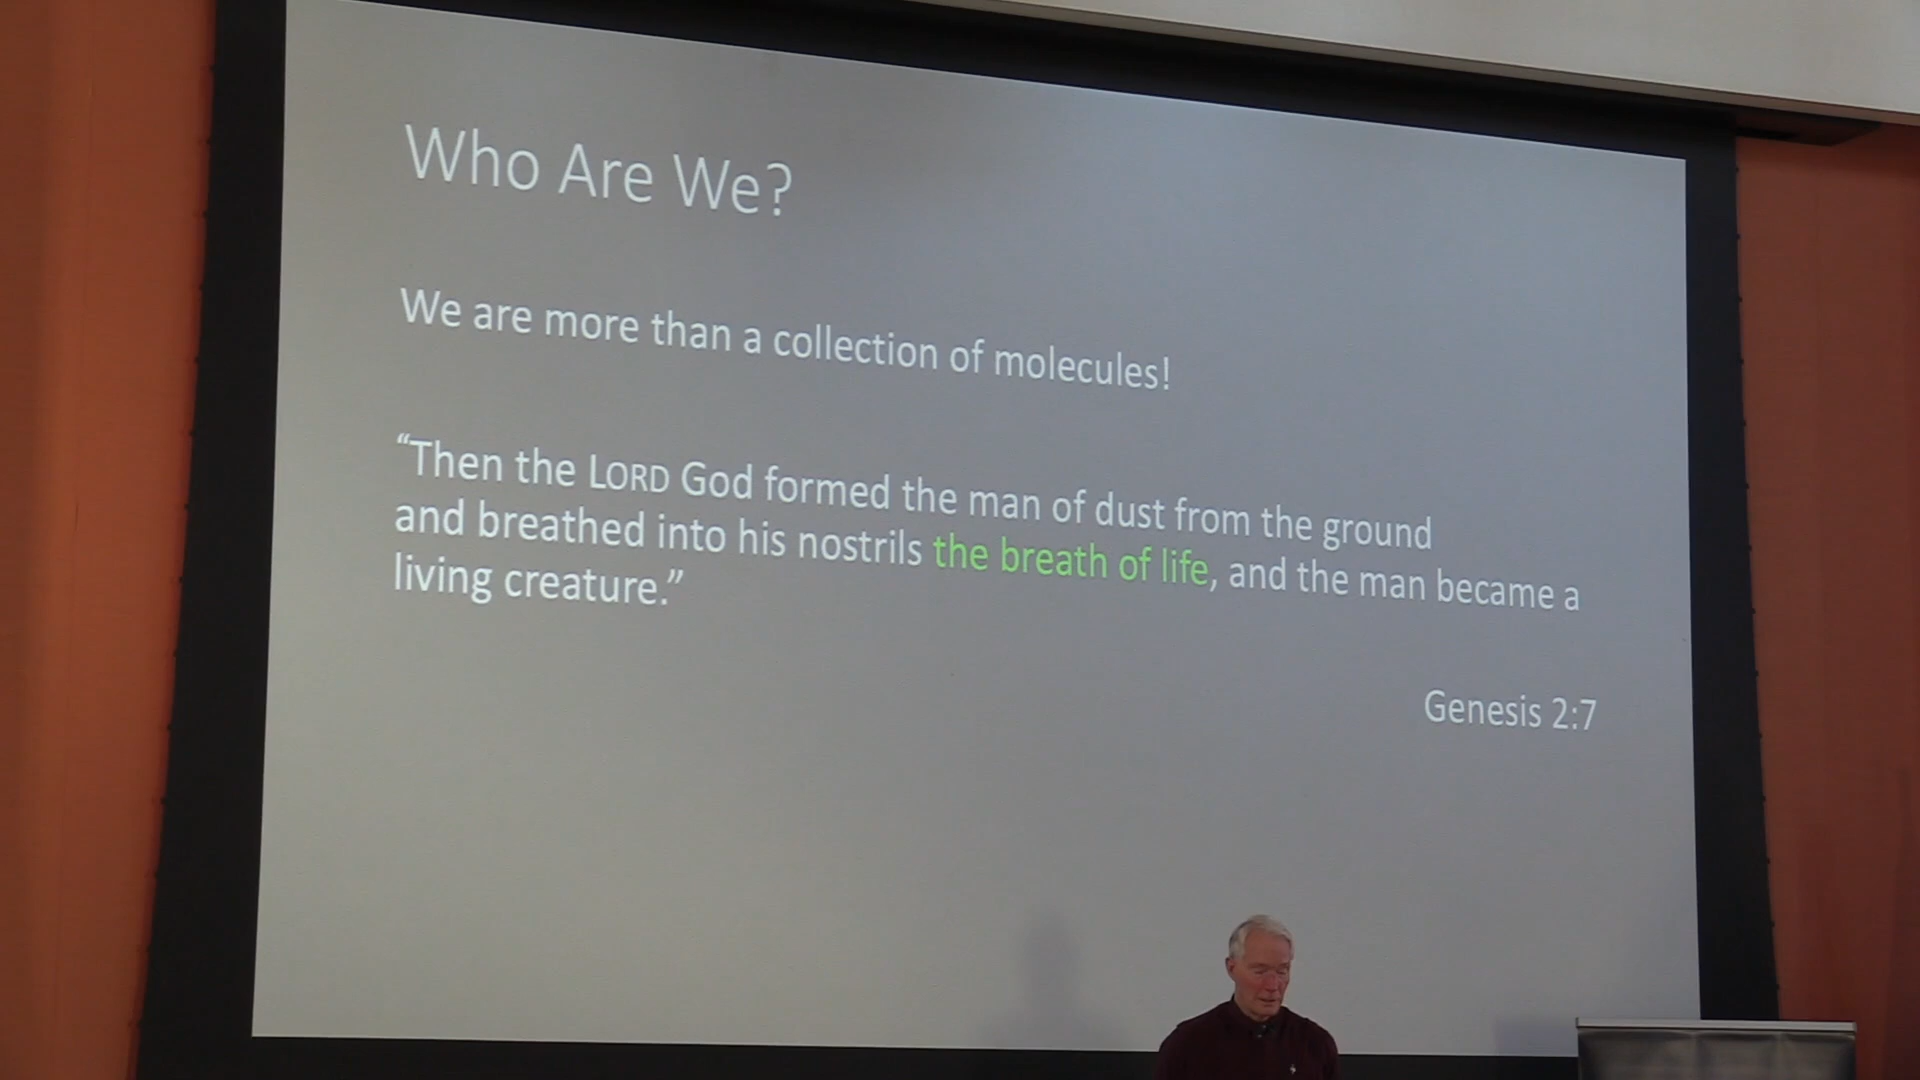 Who Are We?
We are more than a collection of molecules!
“Then the LORD God formed the man of dust from the ground
and breathed into his nostrils the breath of life, and the man became a
living creature.”
Genesis 2:7